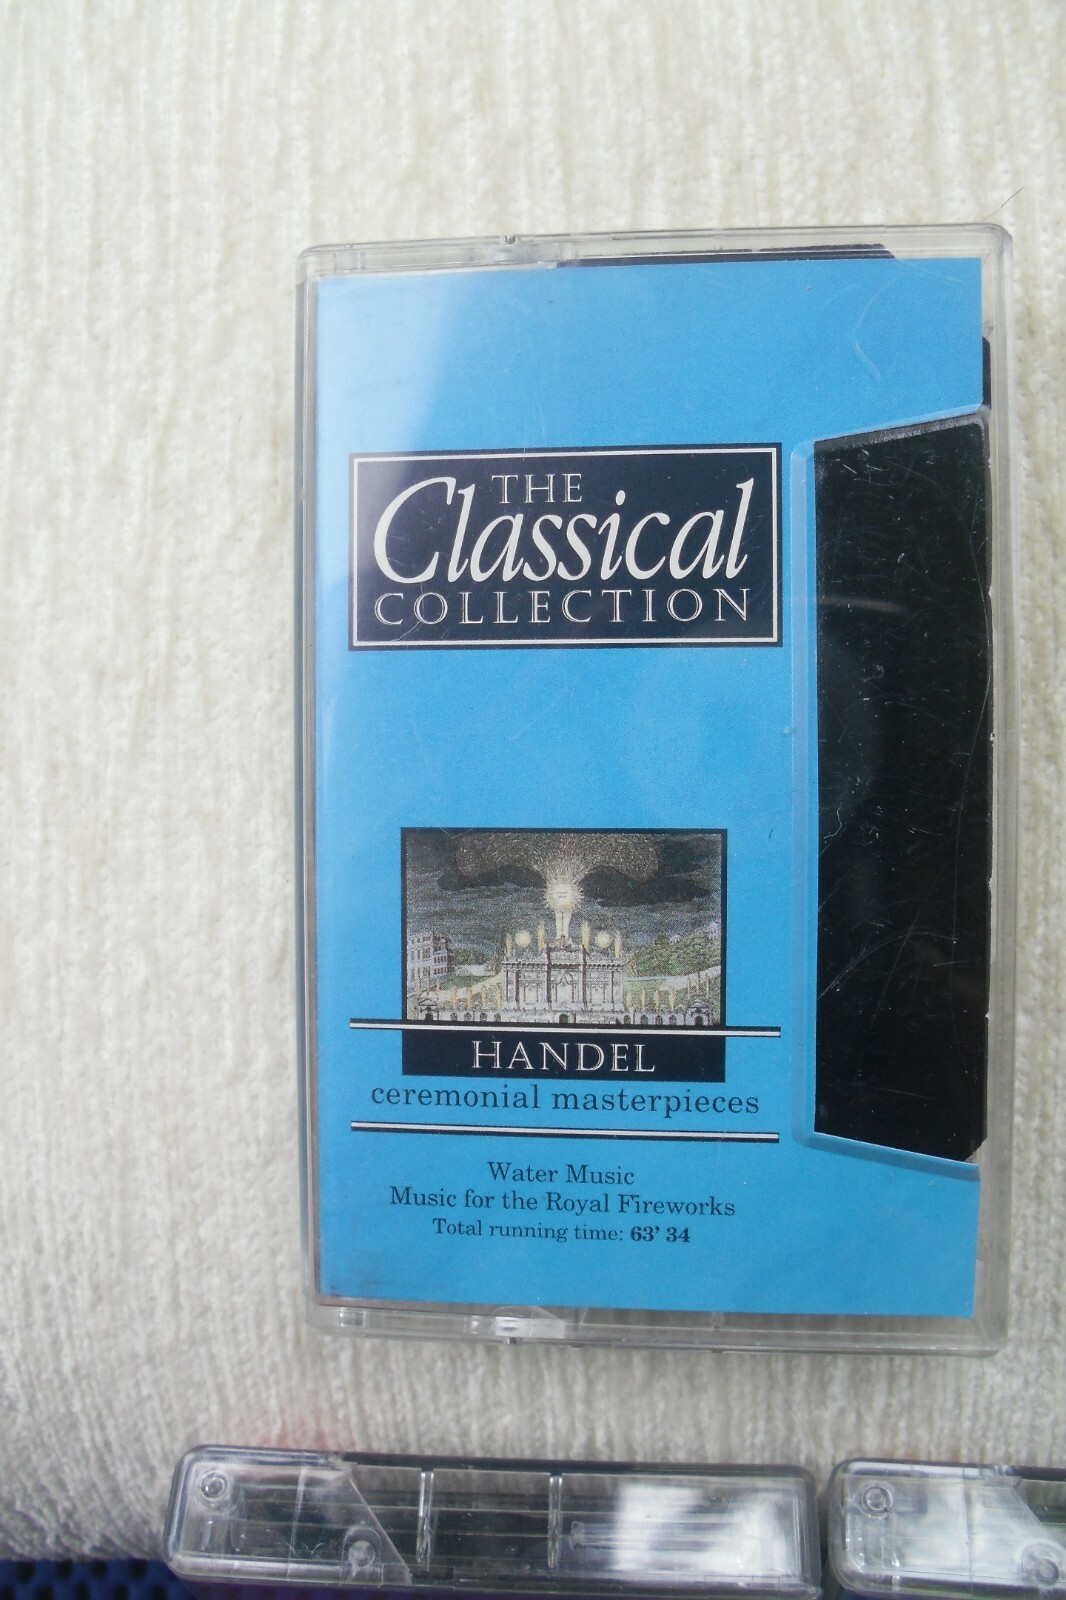 THE
Classical
COLLECTION
HANDEL
ceremonial masterpieces
Water Music
Music for the Royal Fireworks
Total running time: 63' 34